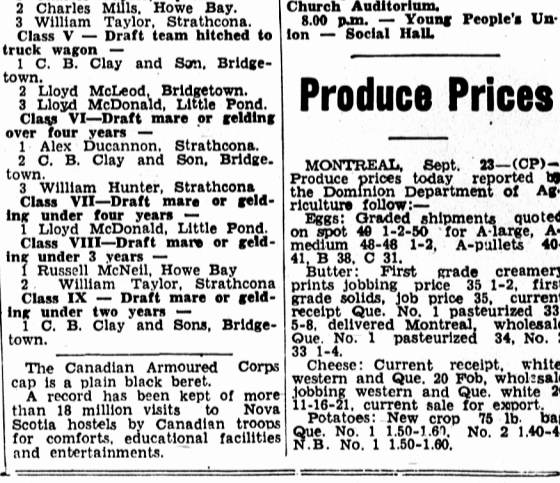 2 Charles Mills, Howe Bay.
3 William Taylor, Strathcona.
Class V — Draft team hitched to
truck wagon —
1 C. B. Clay and Son, Bridge-
town.
2 Lloyd McLeod, Bridgetown.
3 Lloyd McDonald, Little Pond.
Class VI—Draft mare or gelding
over four years —
1 Alex Ducannon, Strathcona.
2 C. B. Clay and Son, Bridge-
town.
3 William Hunter, Strathcona
Class VII—Draft mare or geld-
ing under four years —
1 Lloyd McDonald, Little Pond.
Class VIII—Draft mare or geld-
ing under 3 years —
1 Russell McNeil, Howe Bay
2 William Taylor, Strathcona
Class IX — Draft mare or geld-
ing under two years —
1 C. B. Clay and Sons, Bridge-
town.
The Canadian Armoured Corps
cap is a plain black beret.
A record has been kept of more
than 18 million visits to Nova
Scotia hostels by Canadian troops
for comforts, educational facilities
and entertainments.
Church Auditorium.
8.00 p.m. — Young People's Un-
ion — Social Hall.
Produce Prices
MONTREAL, Sept. 23—(CP)—
Produce prices today reported by
the Dominion Department of Ag-
riculture follow:—
Eggs: Graded shipments quoted
on spot 1-2-50 for A-large, A-
medium 48-48 1-2, A-pullets 40-
41, B 38, C 31.
Butter: First grade creamery
prints jobbing price 35 1-2, first
grade solids, job price 35, current
receipt Que. No. 1 pasteurized 33
5-8, delivered Montreal, wholesale
Que. No. 1 pasteurized 34, No.
33 1-4.
Cheese: Current receipt, white
western and Que. 20 Fob, wholesale
jobbing western and Que. white
11-16-21, current sale for export.
Potatoes: New crop 75 lb. bag
Que. No. 1 No. 2 1.40-
N.B. No. 1 1.50-1.60.